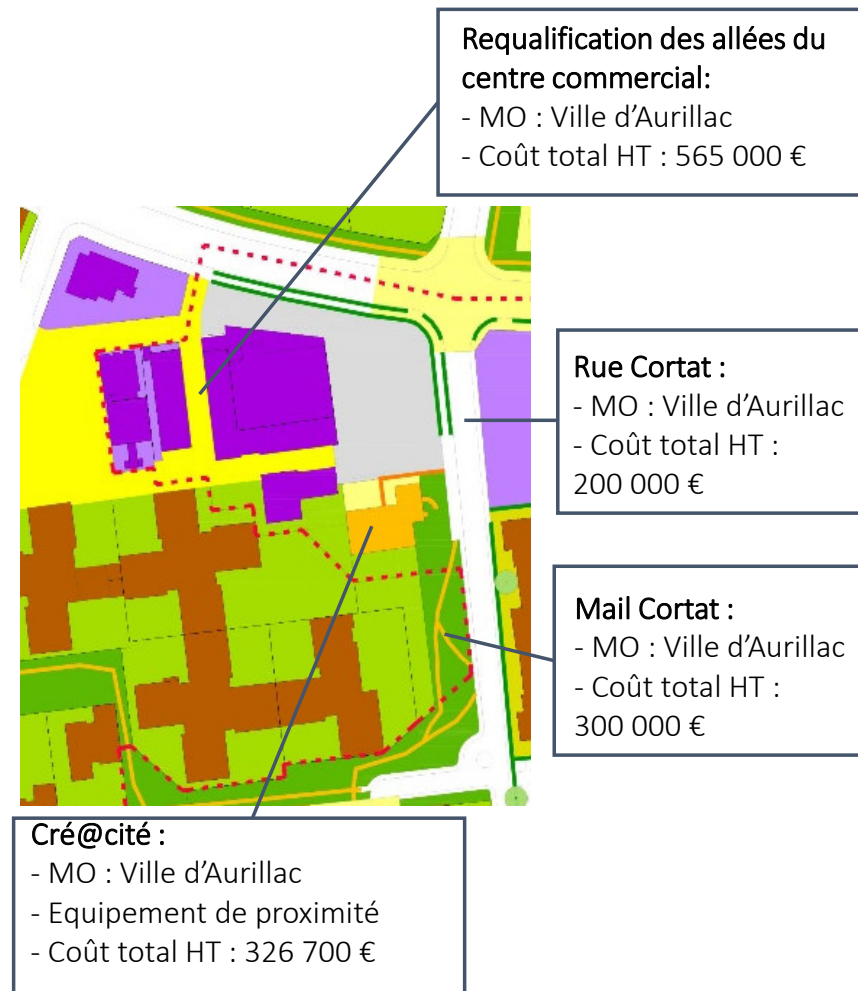 Requalification des allées du
centre commercial:
- MO : Ville d'Aurillac
- Coût total HT : 565 000 €
Rue Cortat :
- MO : Ville d'Aurillac
- Coût total HT :
200 000 €
Mail Cortat :
- MO : Ville d'Aurillac
- Coût total HT :
300 000 €
Cré@cité :
- MO : Ville d'Aurillac
- Equipement de proximité
- Coût total HT : 326 700 €